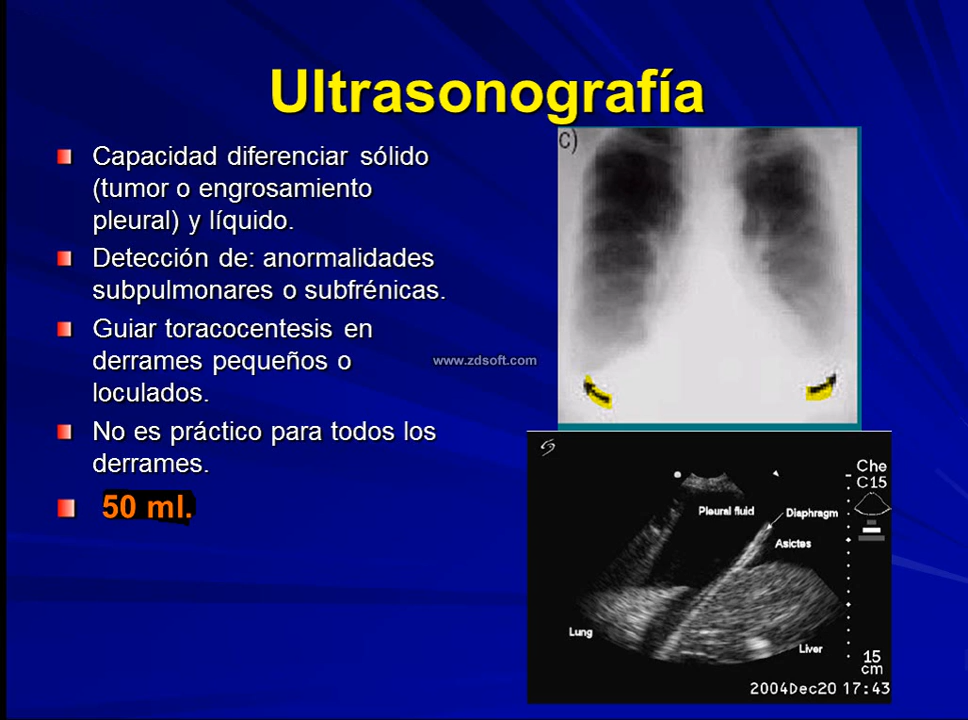 Ultrasonografía
Capacidad diferenciar sólido
(tumor o engrosamiento
pleural) y líquido.
Detección de: anormalidades
subpulmonares o subfrénicas.
Guiar toracocentesis en
derrames pequeños o
loculados.
No es práctico para todos los
derrames.
50 ml.
www.zdsoft.com
c)
Che
C15
Pleural fluid
Diaphragm
Asictes
Lung
Liver
15
cm
2004Dec20 17:43